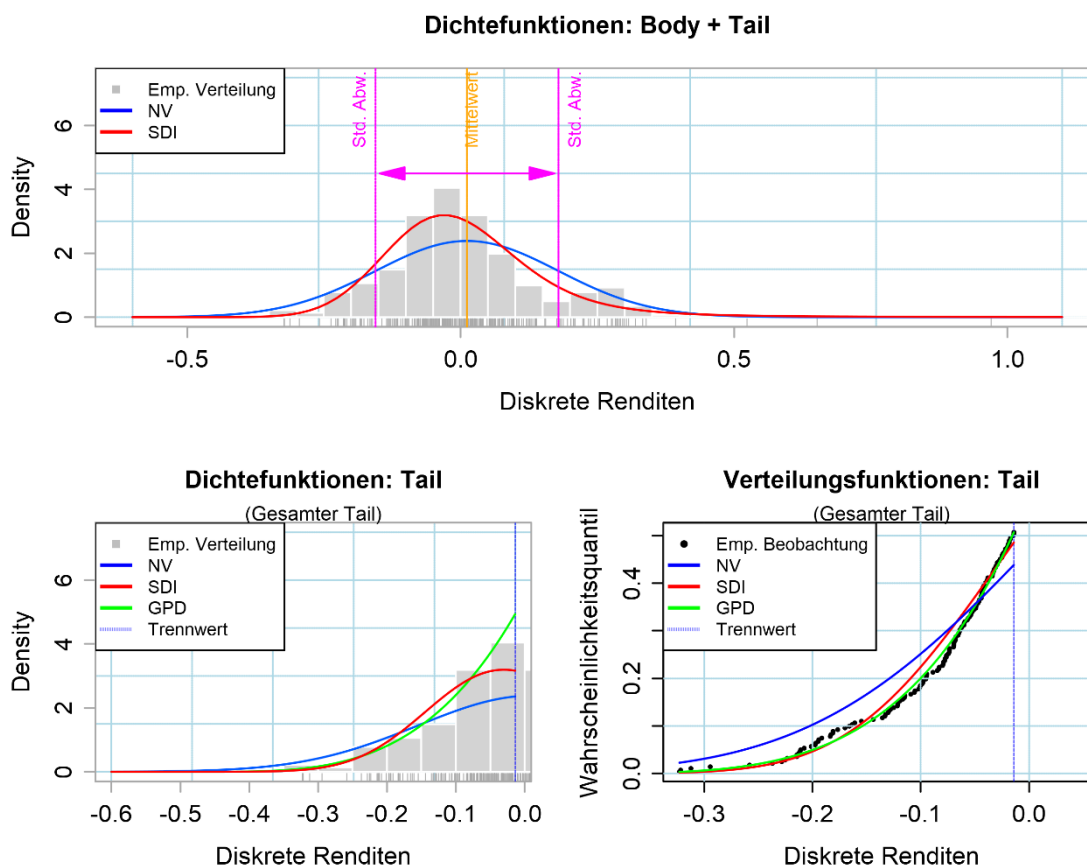 Dichtefunktionen: Body + Tail
Emp. Verteilung
NV
SDI
Std. Abw.
Mittelwert
Std. Abw.
Density
0
2
4
6
-0.5
0.0
0.5
1.0
Diskrete Renditen
Dichtefunktionen: Tail
(Gesamter Tail)
Emp. Verteilung
NV
SDI
GPD
Trennwert
Density
0
2
4
6
-0.6
-0.5
-0.4
-0.3
-0.2
-0.1
0.0
Diskrete Renditen
Verteilungsfunktionen: Tail
(Gesamter Tail)
Emp. Beobachtung
NV
SDI
GPD
Trennwert
Wahrscheinlichkeitsquantil
0.0
0.2
0.4
-0.3
-0.2
-0.1
0.0
Diskrete Renditen